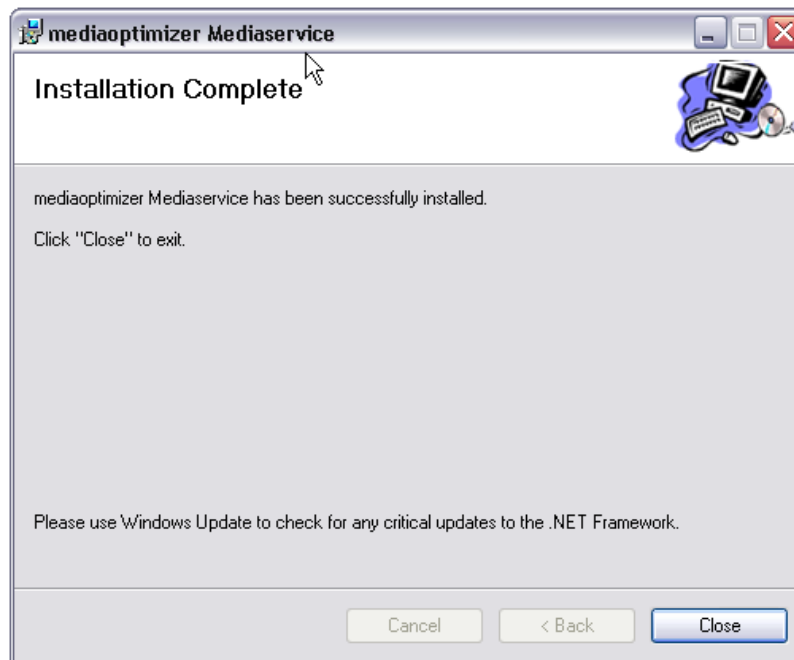 mediaoptimizer Mediaservice
Installation Complete
mediaoptimizer Mediaservice has been successfully installed.
Click "Close" to exit.
Please use Windows Update to check for any critical updates to the .NET Framework.
Cancel
< Back
Close